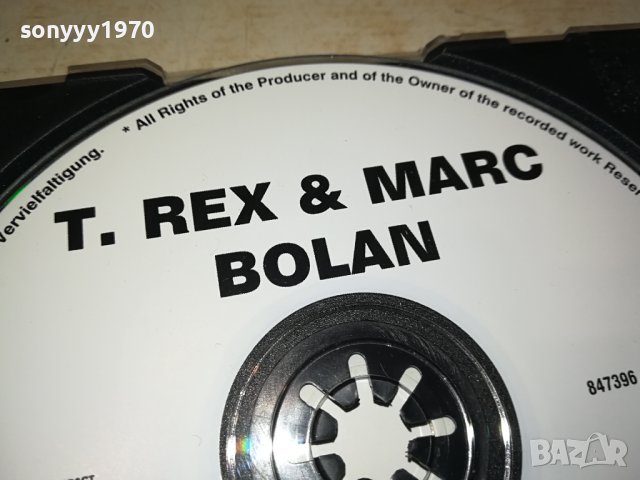 sonyyy1970
Vervielfaltigung. * All Rights of the Producer and of the Owner of the recorded work Reser
T. REX & MARC
BOLAN
847396
BAZAR